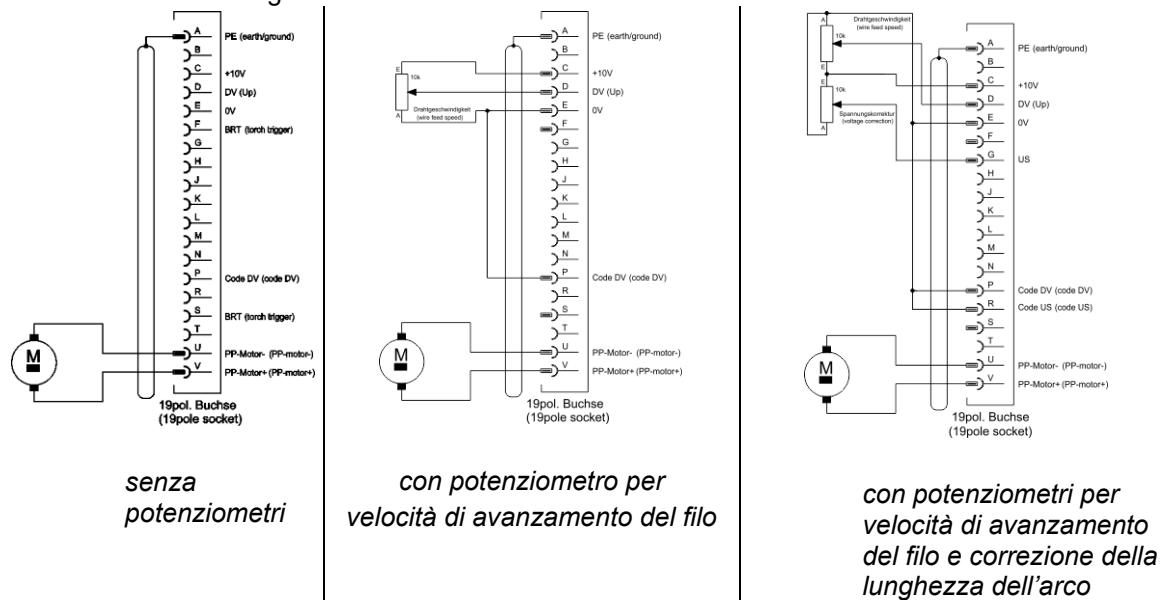 A PE (earth/ground)
B
C +10V
D DV (Up)
E 0V
F BRT (torch trigger)
G
H
J
K
L
M
N
P Code DV (code DV)
R
S BRT (torch trigger)
T
U PP-Motor- (PP-motor-)
V PP-Motor+ (PP-motor+)
M
19pol. Buchse
(19pole socket)
senza
potenziometri
A PE (earth/ground)
B
E
10k
C +10V
D DV (Up)
Drahtgeschwindigkeit
(wire feed speed)
A
E 0V
F
G
H
J
K
L
M
N
P Code DV (code DV)
R
S
T
U PP-Motor- (PP-motor-)
V PP-Motor+ (PP-motor+)
M
19pol. Buchse
(19pole socket)
con potenziometro per
velocità di avanzamento del filo
A
Drahtgeschwindigkeit
(wire feed speed)
10k
E
E
10k
Spannungskorrektur
(voltage correction)
A
A PE (earth/ground)
B
C +10V
D DV (Up)
E 0V
F
G US
H
J
K
L
M
N
P Code DV (code DV)
R Code US (code US)
S
T
U PP-Motor- (PP-motor-)
V PP-Motor+ (PP-motor+)
M
19pol. Buchse
(19pole socket)
con potenziometri per
velocità di avanzamento
del filo e correzione della
lunghezza dell’arco